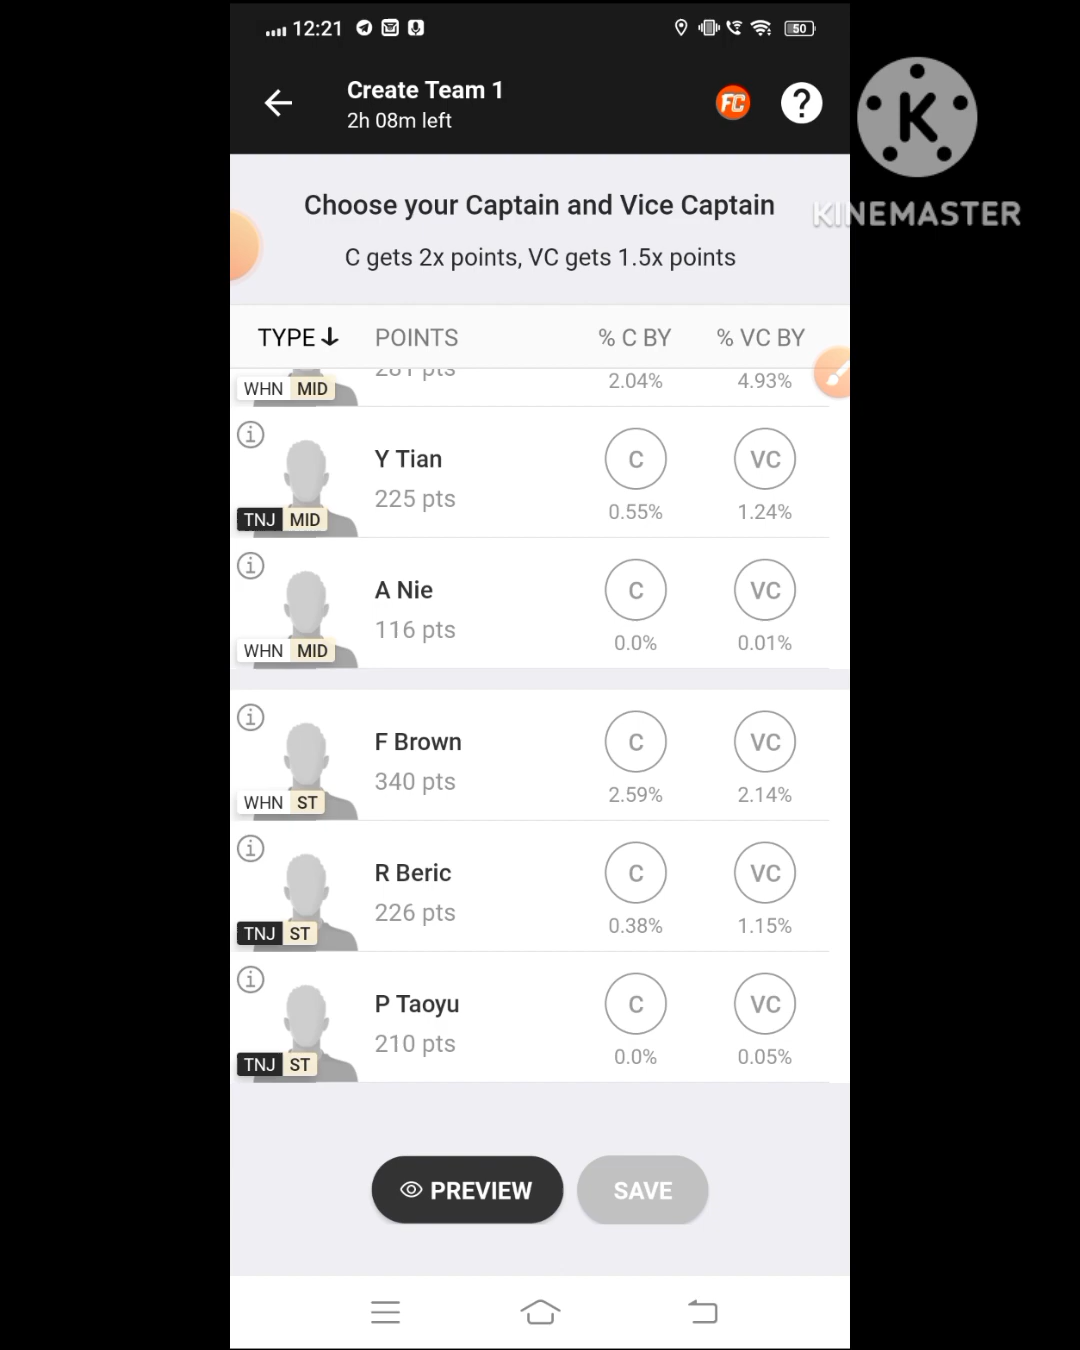 12:21
50
Create Team 1
2h 08m left
FC
?
K
KINEMASTER
Choose your Captain and Vice Captain
C gets 2x points, VC gets 1.5x points
TYPE POINTS % C BY % VC BY
281 pts
WHN MID 2.04% 4.93%
Y Tian C VC
225 pts
TNJ MID 0.55% 1.24%
A Nie C VC
116 pts
WHN MID 0.0% 0.01%
F Brown C VC
340 pts
WHN ST 2.59% 2.14%
R Beric C VC
226 pts
TNJ ST 0.38% 1.15%
P Taoyu C VC
210 pts
TNJ ST 0.0% 0.05%
PREVIEW SAVE